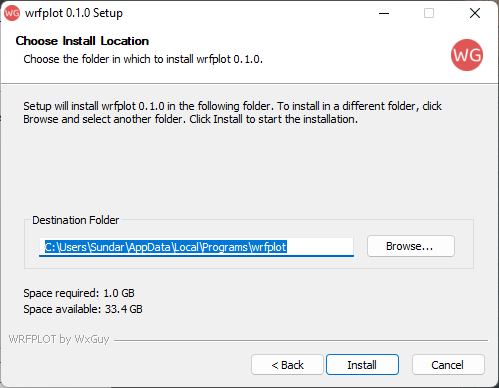 WG wrfplot 0.1.0 Setup
Choose Install Location
Choose the folder in which to install wrfplot 0.1.0.
WG
Setup will install wrfplot 0.1.0 in the following folder. To install in a different folder, click
Browse and select another folder. Click Install to start the installation.
Destination Folder
C:\Users\Sundar\AppData\Local\Programs\wrfplot
Browse...
Space required: 1.0 GB
Space available: 33.4 GB
WRFPLOT by WxGuy
< Back
Install
Cancel